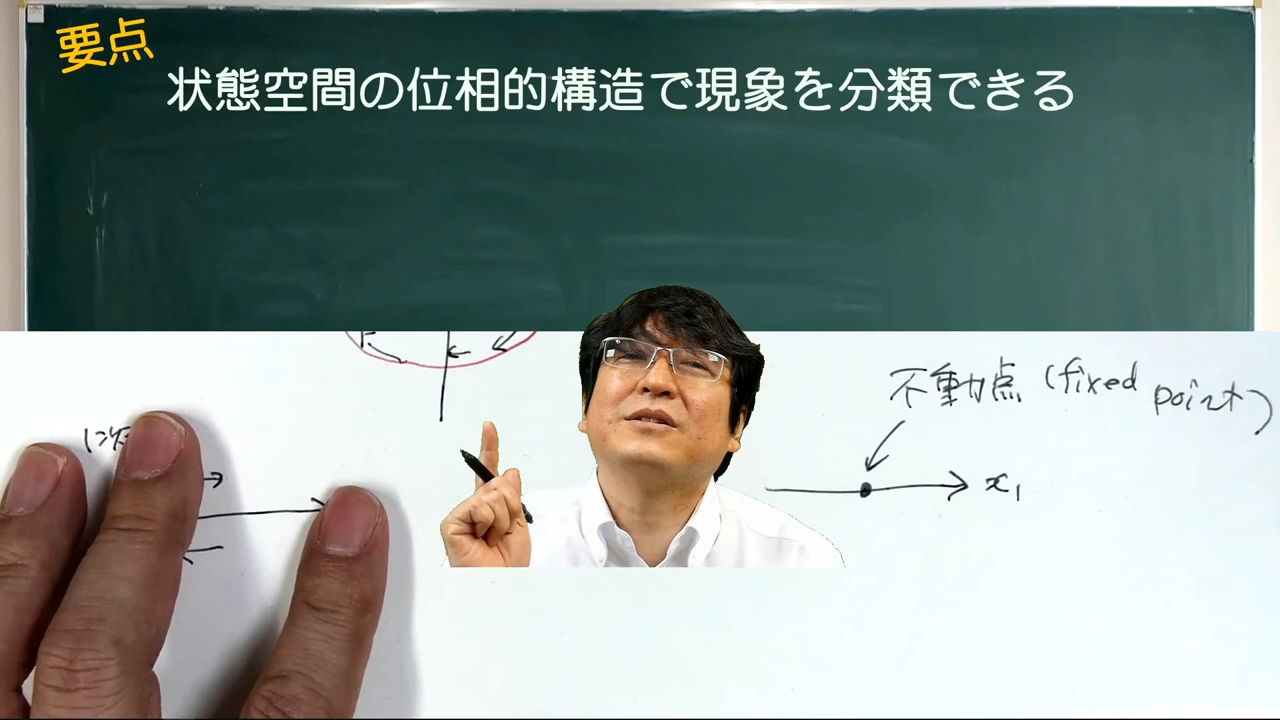 要点
状態空間の位相的構造で現象を分類できる
不動点 (fixed point)
x₁